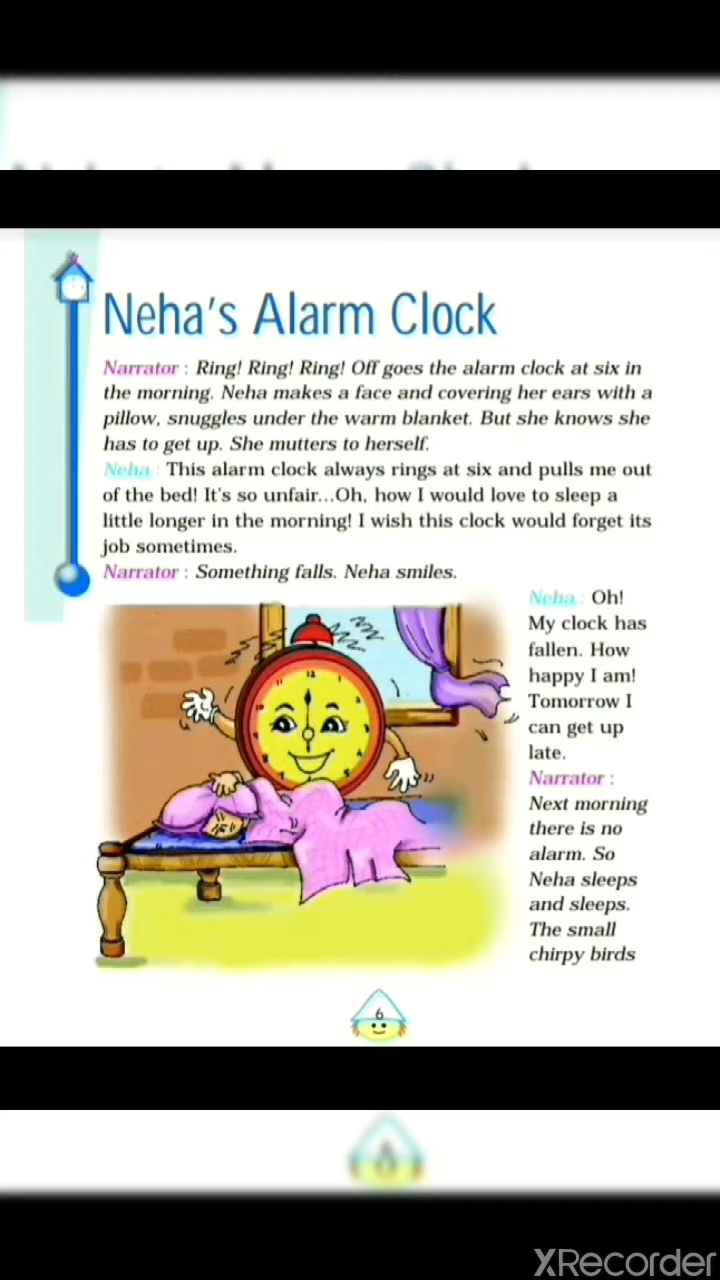 Neha's Alarm Clock
Narrator : Ring! Ring! Ring! Off goes the alarm clock at six in
the morning. Neha makes a face and covering her ears with a
pillow, snuggles under the warm blanket. But she knows she
has to get up. She mutters to herself.
Neha : This alarm clock always rings at six and pulls me out
of the bed! It's so unfair...Oh, how I would love to sleep a
little longer in the morning! I wish this clock would forget its
job sometimes.
Narrator : Something falls. Neha smiles.
Neha : Oh!
My clock has
fallen. How
happy I am!
Tomorrow I
can get up
late.
Narrator :
Next morning
there is no
alarm. So
Neha sleeps
and sleeps.
The small
chirpy birds
6
XRecorder